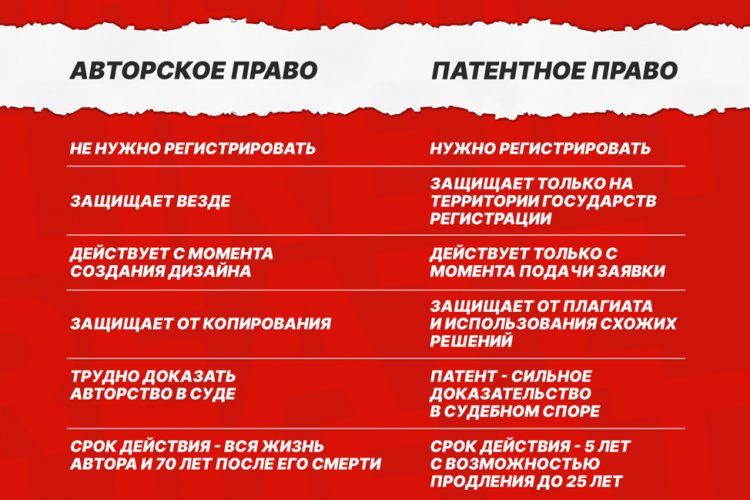 АВТОРСКОЕ ПРАВО
ПАТЕНТНОЕ ПРАВО
НЕ НУЖНО РЕГИСТРИРОВАТЬ
НУЖНО РЕГИСТРИРОВАТЬ
ЗАЩИЩАЕТ ВЕЗДЕ
ЗАЩИЩАЕТ ТОЛЬКО НА
ТЕРРИТОРИИ ГОСУДАРСТВ
РЕГИСТРАЦИИ
ДЕЙСТВУЕТ С МОМЕНТА
СОЗДАНИЯ ДИЗАЙНА
ДЕЙСТВУЕТ ТОЛЬКО С
МОМЕНТА ПОДАЧИ ЗАЯВКИ
ЗАЩИЩАЕТ ОТ КОПИРОВАНИЯ
ЗАЩИЩАЕТ ОТ ПЛАГИАТА
И ИСПОЛЬЗОВАНИЯ СХОЖИХ
РЕШЕНИЙ
ТРУДНО ДОКАЗАТЬ
АВТОРСТВО В СУДЕ
ПАТЕНТ - СИЛЬНОЕ
ДОКАЗАТЕЛЬСТВО
В СУДЕБНОМ СПОРЕ
СРОК ДЕЙСТВИЯ - ВСЯ ЖИЗНЬ
АВТОРА И 70 ЛЕТ ПОСЛЕ ЕГО СМЕРТИ
СРОК ДЕЙСТВИЯ - 5 ЛЕТ
С ВОЗМОЖНОСТЬЮ
ПРОДЛЕНИЯ ДО 25 ЛЕТ